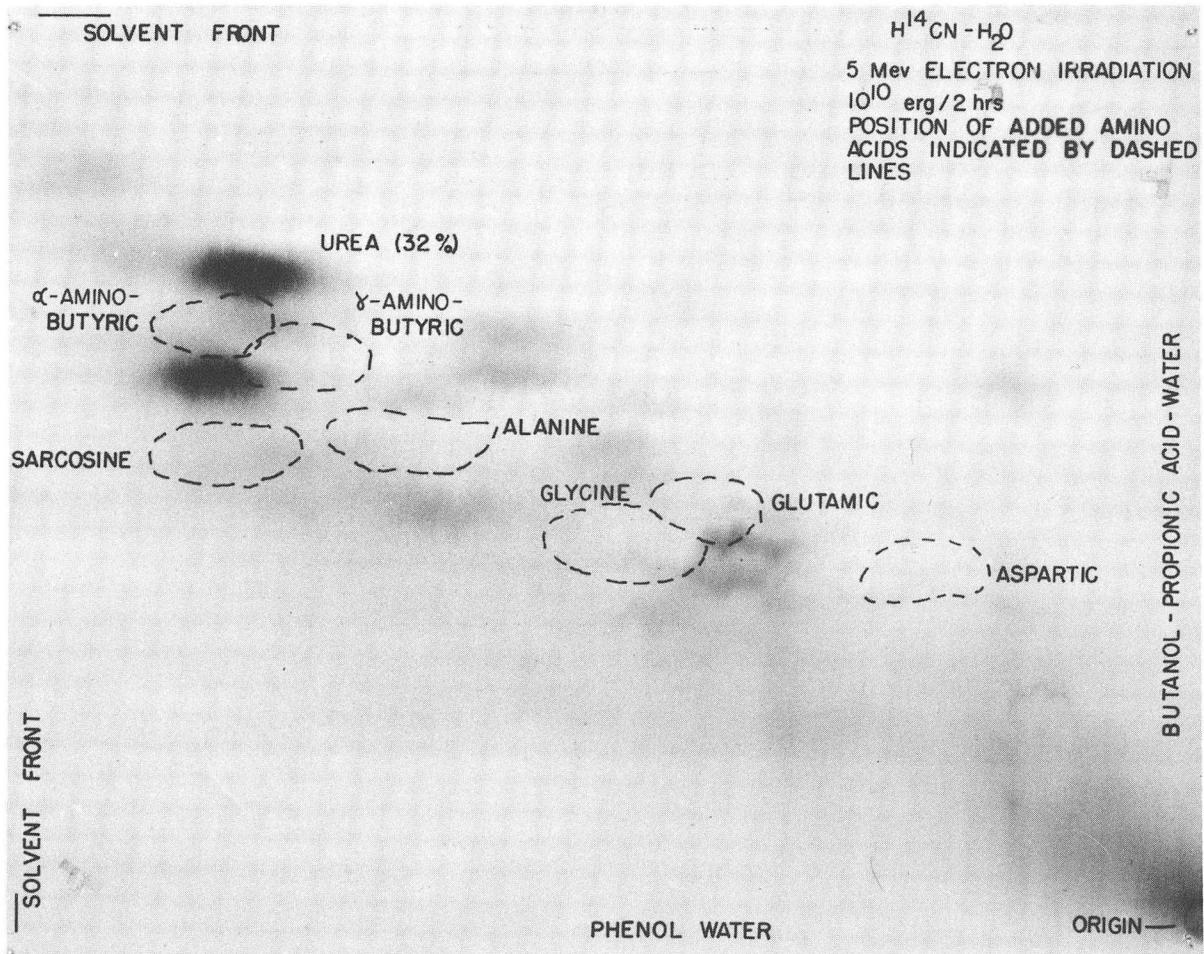 SOLVENT FRONT
H¹⁴CN-H₂O
5 Mev ELECTRON IRRADIATION
10¹⁰ erg/2 hrs
POSITION OF ADDED AMINO
ACIDS INDICATED BY DASHED
LINES
UREA (32%)
α-AMINO-
BUTYRIC
γ-AMINO-
BUTYRIC
ALANINE
SARCOSINE
GLYCINE
GLUTAMIC
ASPARTIC
BUTANOL-PROPIONIC ACID-WATER
SOLVENT FRONT
PHENOL WATER
ORIGIN